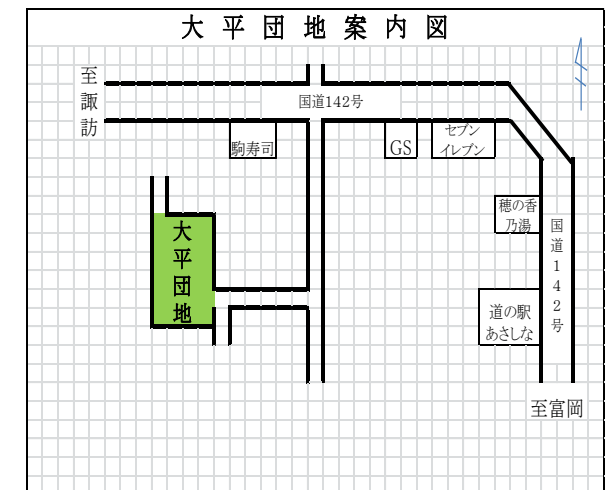 大平団地案内図
至諏訪
国道142号
駒寿司
GS
セブン
イレブン
穂の香
乃湯
国道142号
大平団地
道の駅
あさしな
至富岡